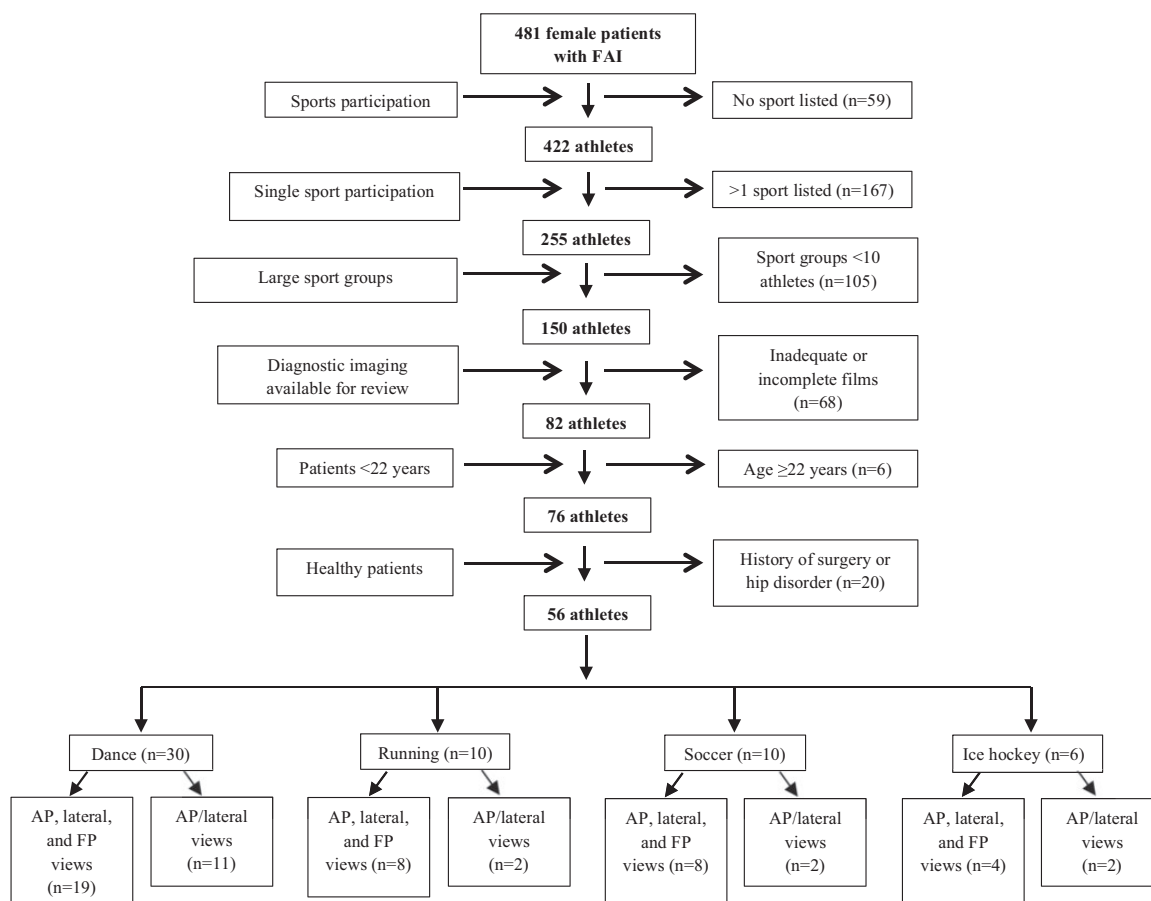 481 female patients
with FAI
Sports participation
No sport listed (n=59)
422 athletes
Single sport participation
>1 sport listed (n=167)
255 athletes
Large sport groups
Sport groups <10
athletes (n=105)
150 athletes
Diagnostic imaging
available for review
Inadequate or
incomplete films
(n=68)
82 athletes
Patients <22 years
Age ≥22 years (n=6)
76 athletes
Healthy patients
History of surgery or
hip disorder (n=20)
56 athletes
Dance (n=30)
Running (n=10)
Soccer (n=10)
Ice hockey (n=6)
AP, lateral,
and FP
views
(n=19)
AP/lateral
views
(n=11)
AP, lateral,
and FP
views (n=8)
AP/lateral
views
(n=2)
AP, lateral,
and FP
views (n=8)
AP/lateral
views
(n=2)
AP, lateral,
and FP
views (n=4)
AP/lateral
views
(n=2)